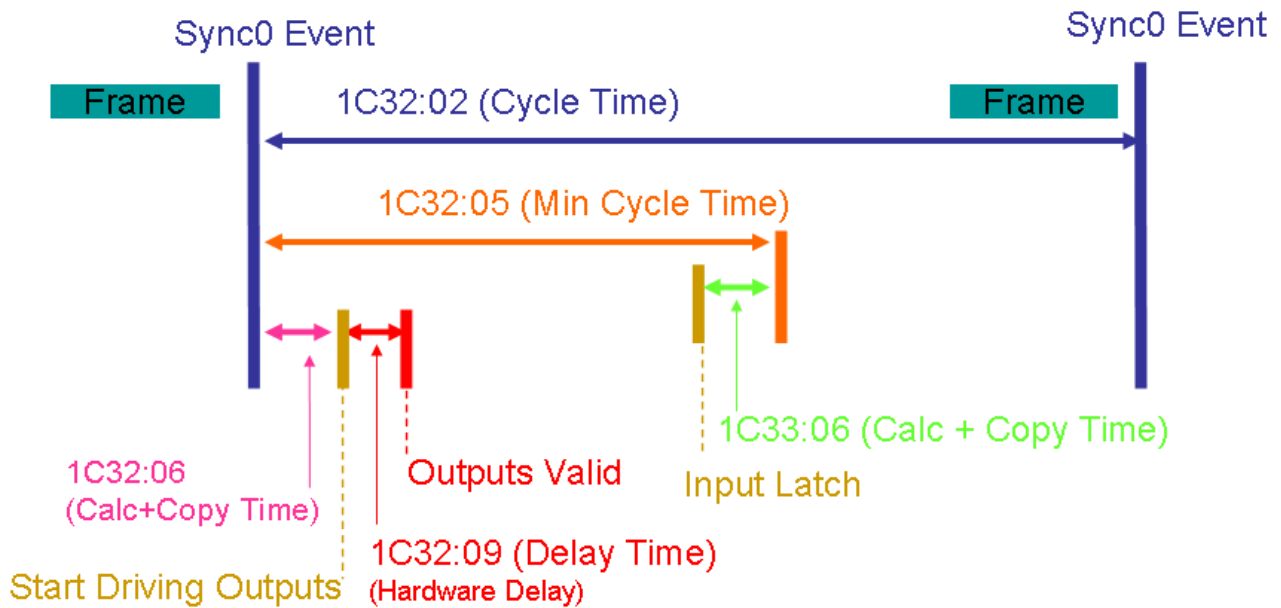 Sync0 Event
Sync0 Event
Frame
1C32:02 (Cycle Time)
Frame
1C32:05 (Min Cycle Time)
1C33:06 (Calc + Copy Time)
1C32:06
(Calc+Copy Time)
Outputs Valid
Input Latch
1C32:09 (Delay Time)
(Hardware Delay)
Start Driving Outputs